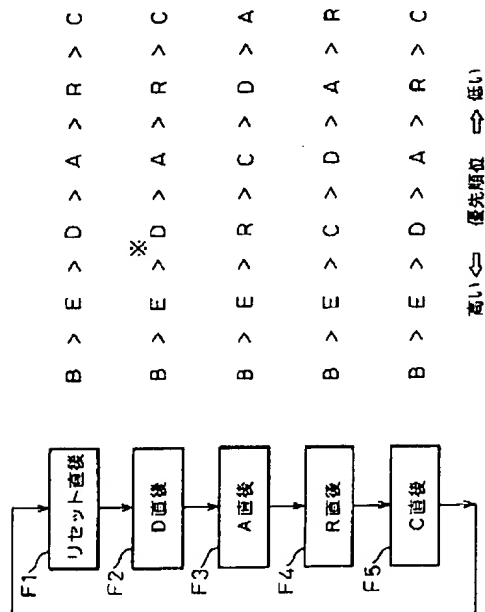 F1 リセット直後 B > E > D > A > R > C
※
F2 D直後 B > E > D > A > R > C
F3 A直後 B > E > R > C > D > A
F4 R直後 B > E > C > D > A > R
F5 C直後 B > E > D > A > R > C
高い ⇦ 優先順位 ⇨ 低い